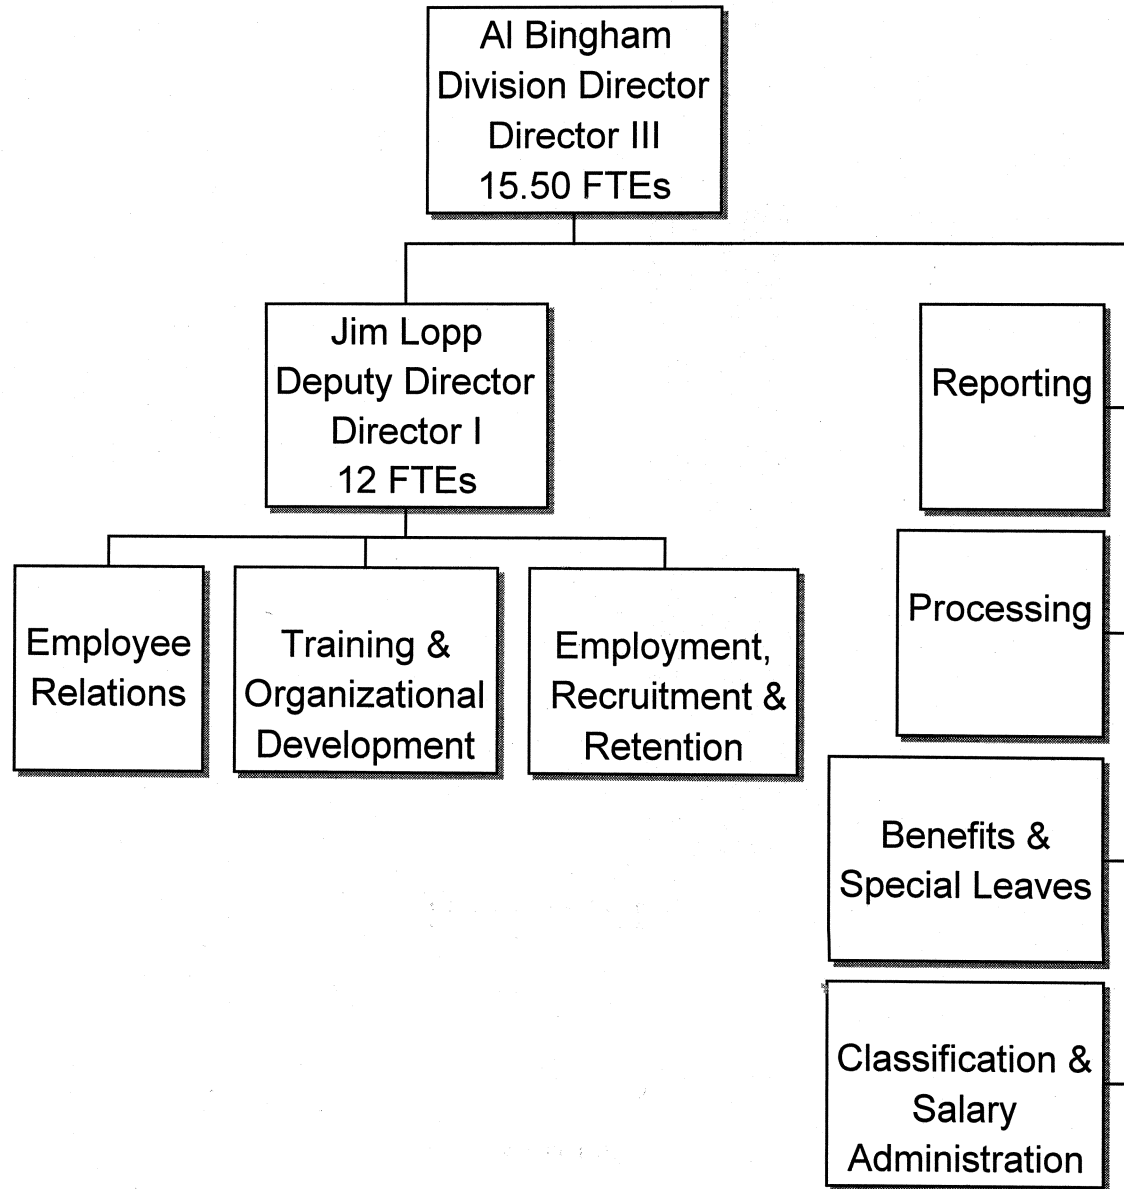 Al Bingham
Division Director
Director III
15.50 FTEs
Jim Lopp
Deputy Director
Director I
12 FTEs
Employee
Relations
Training &
Organizational
Development
Employment,
Recruitment &
Retention
Reporting
Processing
Benefits &
Special Leaves
Classification &
Salary
Administration